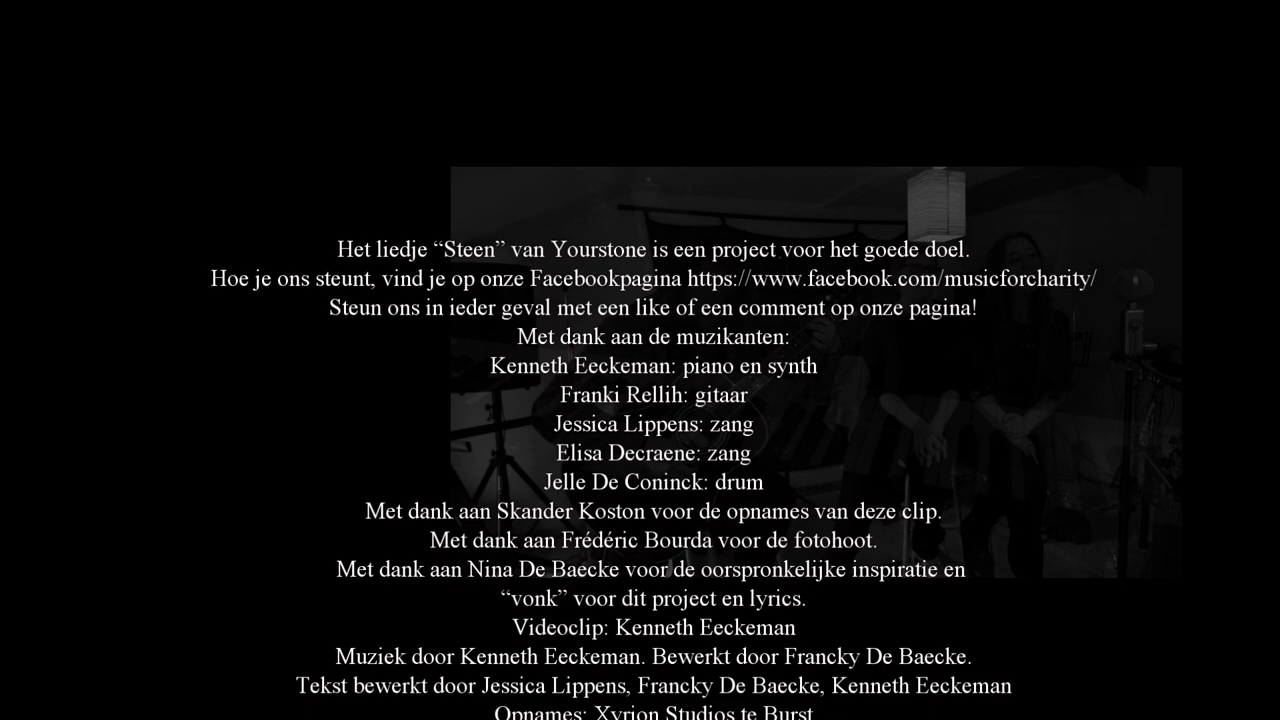 Het liedje “Steen” van Yourstone is een project voor het goede doel.
Hoe je ons steunt, vind je op onze Facebookpagina https://www.facebook.com/musicforcharity/
Steun ons in ieder geval met een like of een comment op onze pagina!
Met dank aan de muzikanten:
Kenneth Eeckeman: piano en synth
Franki Rellih: gitaar
Jessica Lippens: zang
Elisa Decraene: zang
Jelle De Coninck: drum
Met dank aan Skander Koston voor de opnames van deze clip.
Met dank aan Frédéric Bourda voor de fotohoot.
Met dank aan Nina De Baecke voor de oorspronkelijke inspiratie en
“vonk” voor dit project en lyrics.
Videoclip: Kenneth Eeckeman
Muziek door Kenneth Eeckeman. Bewerkt door Francky De Baecke.
Tekst bewerkt door Jessica Lippens, Francky De Baecke, Kenneth Eeckeman
Opnames: Xyrion Studios te Burst